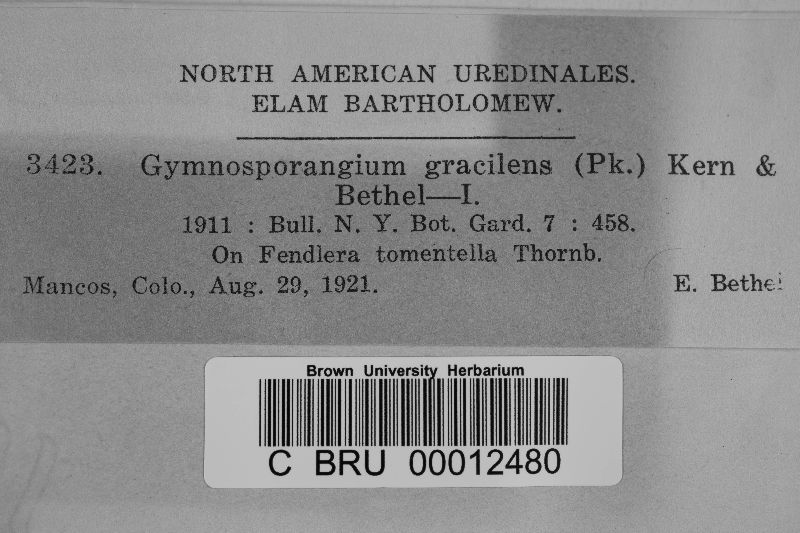 NORTH AMERICAN UREDINALES.
ELAM BARTHOLOMEW.
3423. Gymnosporangium gracilens (Pk.) Kern &
Bethel—I.
1911 : Bull. N. Y. Bot. Gard. 7 : 458.
On Fendlera tomentella Thornb.
Mancos, Colo., Aug. 29, 1921. E. Bethel
Brown University Herbarium
C BRU 00012480